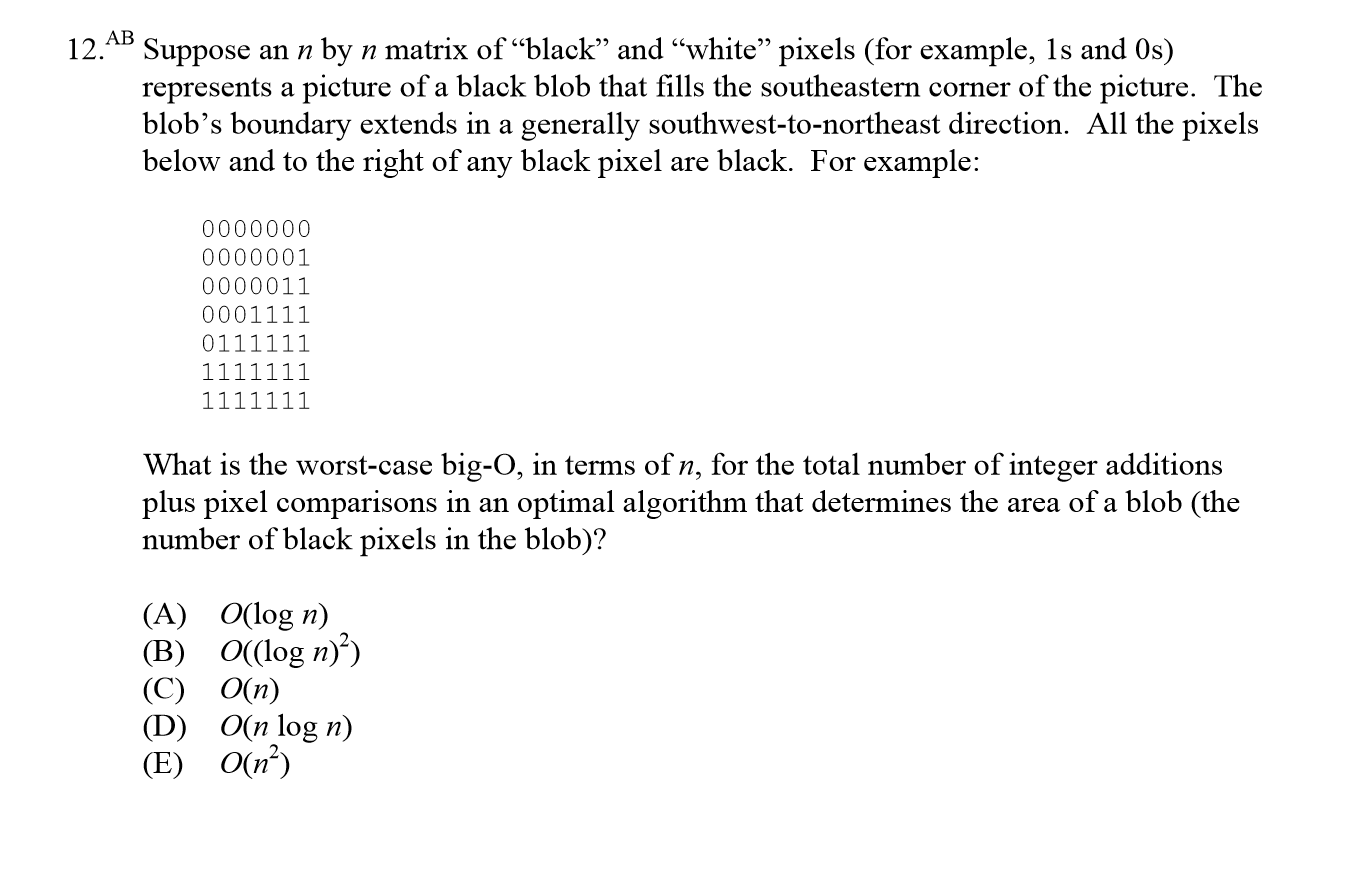 12.AB Suppose an n by n matrix of “black” and “white” pixels (for example, 1s and 0s)
represents a picture of a black blob that fills the southeastern corner of the picture.  The
blob’s boundary extends in a generally southwest-to-northeast direction.  All the pixels
below and to the right of any black pixel are black.  For example:
0000000
0000001
0000011
0001111
0111111
1111111
1111111
What is the worst-case big-O, in terms of n, for the total number of integer additions
plus pixel comparisons in an optimal algorithm that determines the area of a blob (the
number of black pixels in the blob)?
(A) O(log n)
(B) O((log n)²)
(C) O(n)
(D) O(n log n)
(E) O(n²)